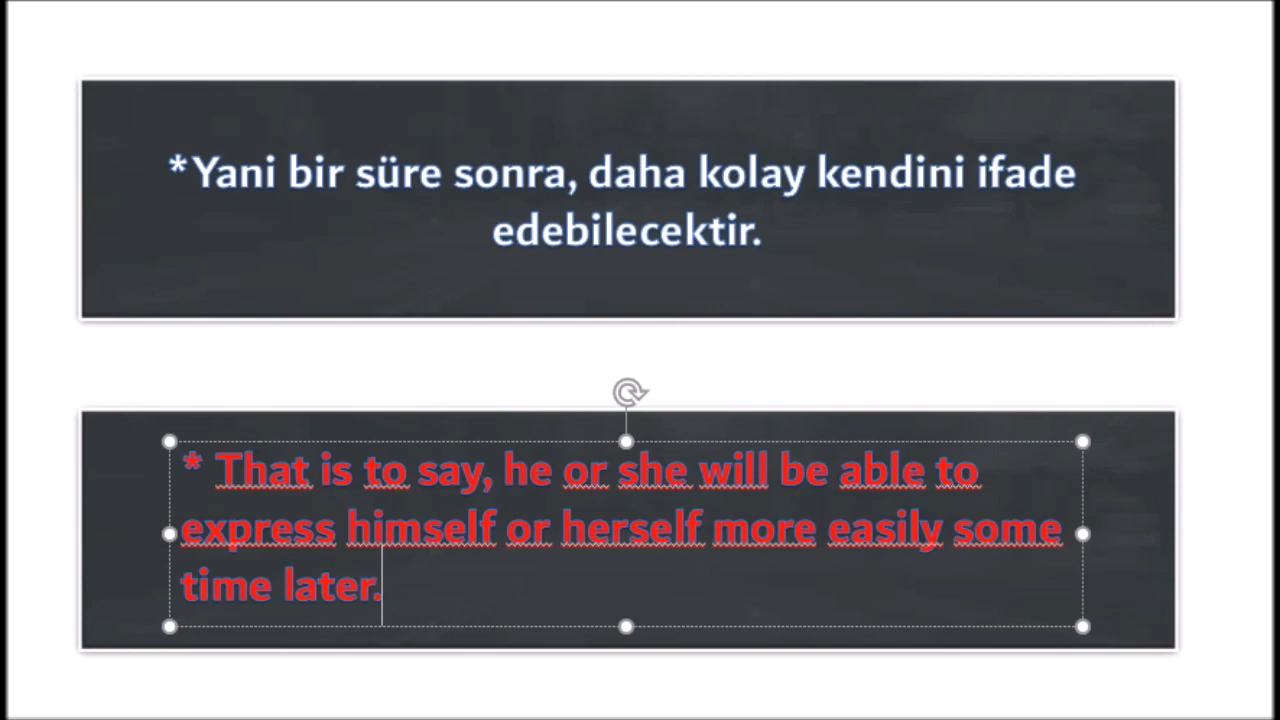 *Yani bir süre sonra, daha kolay kendini ifade
edebilecektir.
* That is to say, he or she will be able to
express himself or herself more easily some
time later.